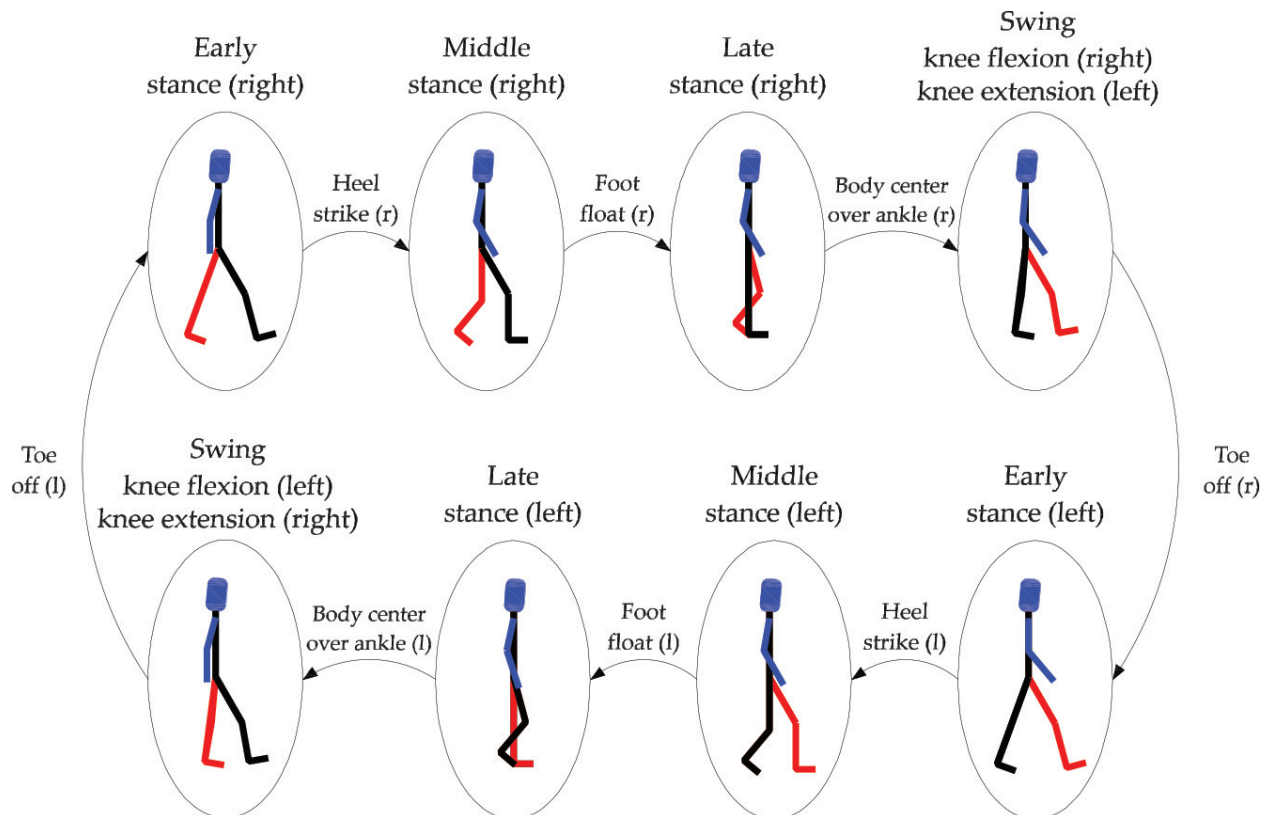 Early
stance (right)
Middle
stance (right)
Late
stance (right)
Swing
knee flexion (right)
knee extension (left)
Heel
strike (r)
Foot
float (r)
Body center
over ankle (r)
Toe
off (l)
Toe
off (r)
Swing
knee flexion (left)
knee extension (right)
Late
stance (left)
Middle
stance (left)
Early
stance (left)
Body center
over ankle (l)
Foot
float (l)
Heel
strike (l)